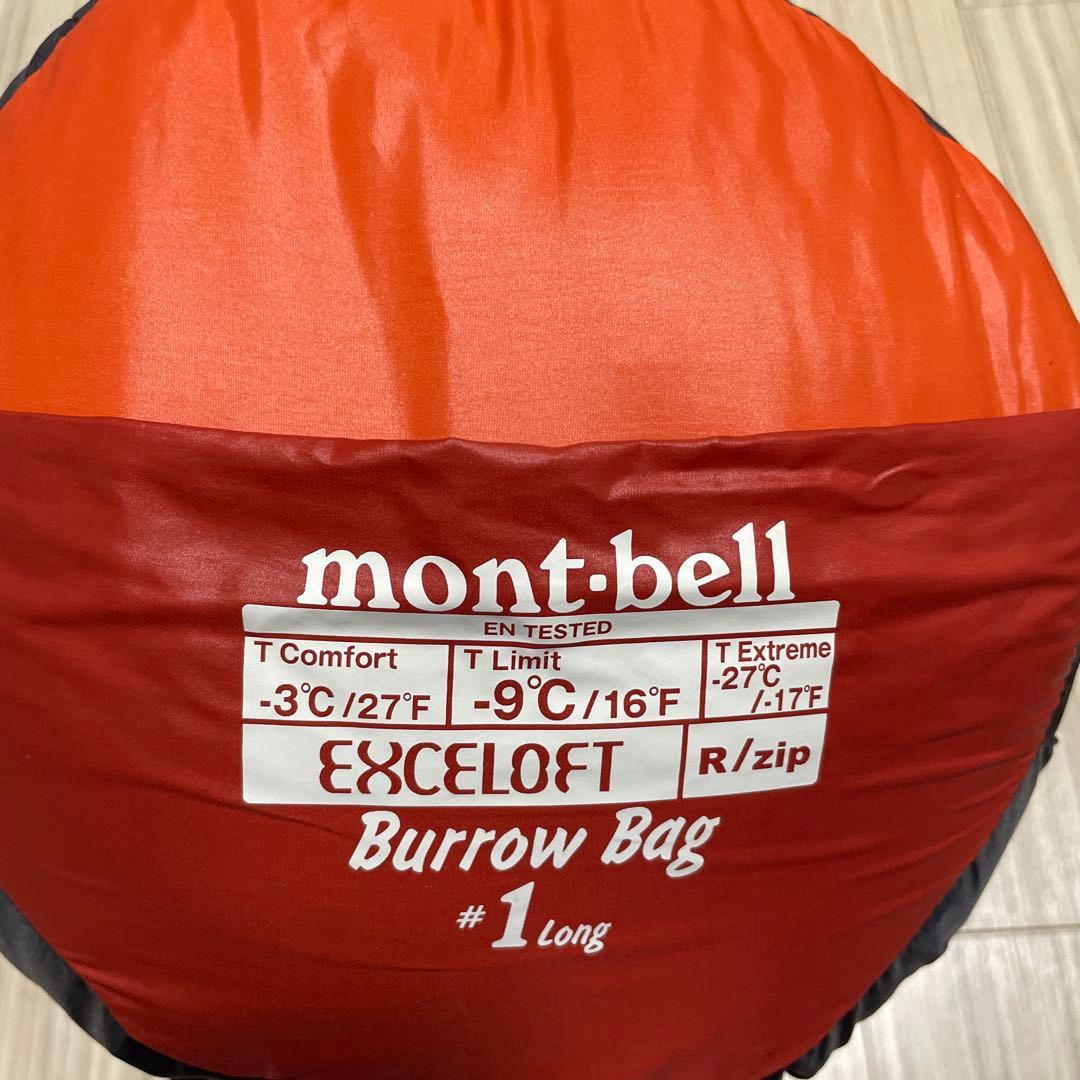 mont-bell
EN TESTED
T Comfort
-3℃/27°F
T Limit
-9℃/16°F
T Extreme
-27℃
/-17°F
EXCELOFT
R/zip
Burrow Bag
#1 Long